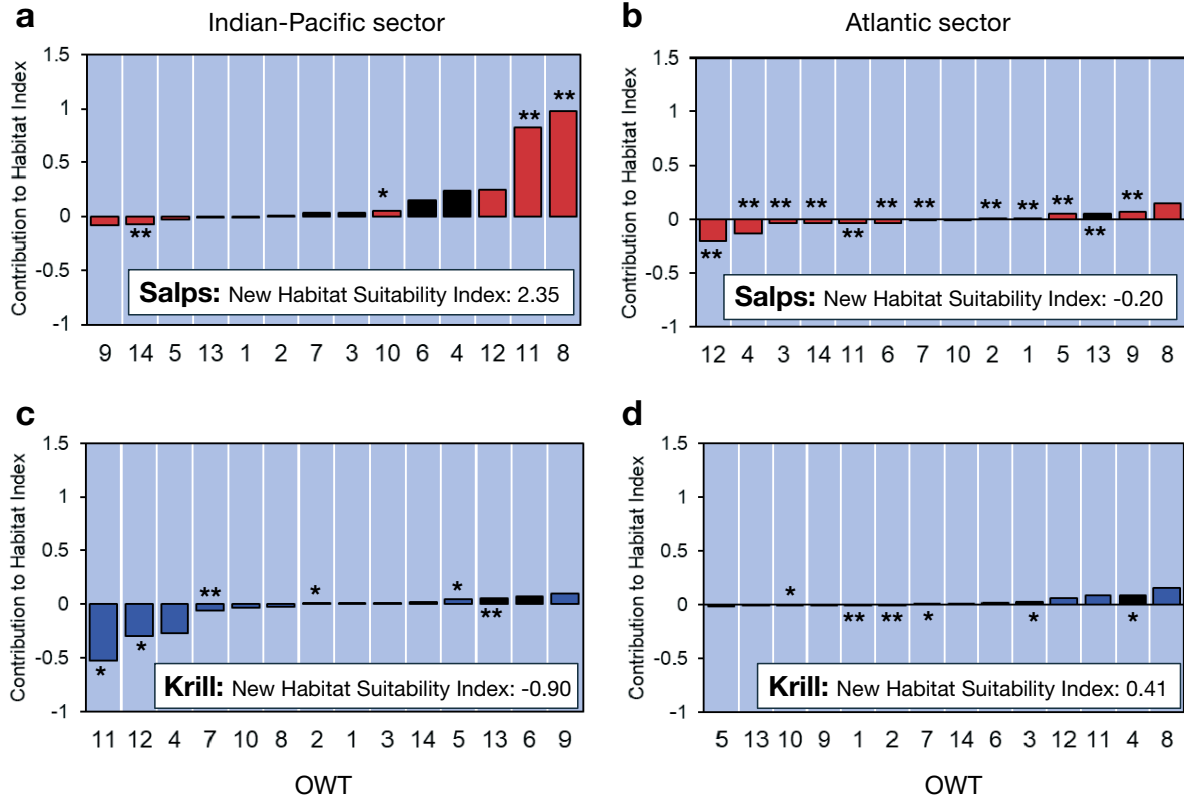 a
Indian-Pacific sector
Contribution to Habitat Index
1.5
1
0.5
0
-0.5
-1
**
*
**
**
Salps: New Habitat Suitability Index: 2.35
9 14 5 13 1 2 7 3 10 6 4 12 11 8
b
Atlantic sector
Contribution to Habitat Index
1.5
1
0.5
0
-0.5
-1
** ** ** ** ** ** ** ** **
** ** **
Salps: New Habitat Suitability Index: -0.20
12 4 3 14 11 6 7 10 2 1 5 13 9 8
c
Contribution to Habitat Index
1.5
1
0.5
0
-0.5
-1
** * *
* * **
Krill: New Habitat Suitability Index: -0.90
11 12 4 7 10 8 2 1 3 14 5 13 6 9
OWT
d
Contribution to Habitat Index
1.5
1
0.5
0
-0.5
-1
*
** ** * * *
Krill: New Habitat Suitability Index: 0.41
5 13 10 9 1 2 7 14 6 3 12 11 4 8
OWT